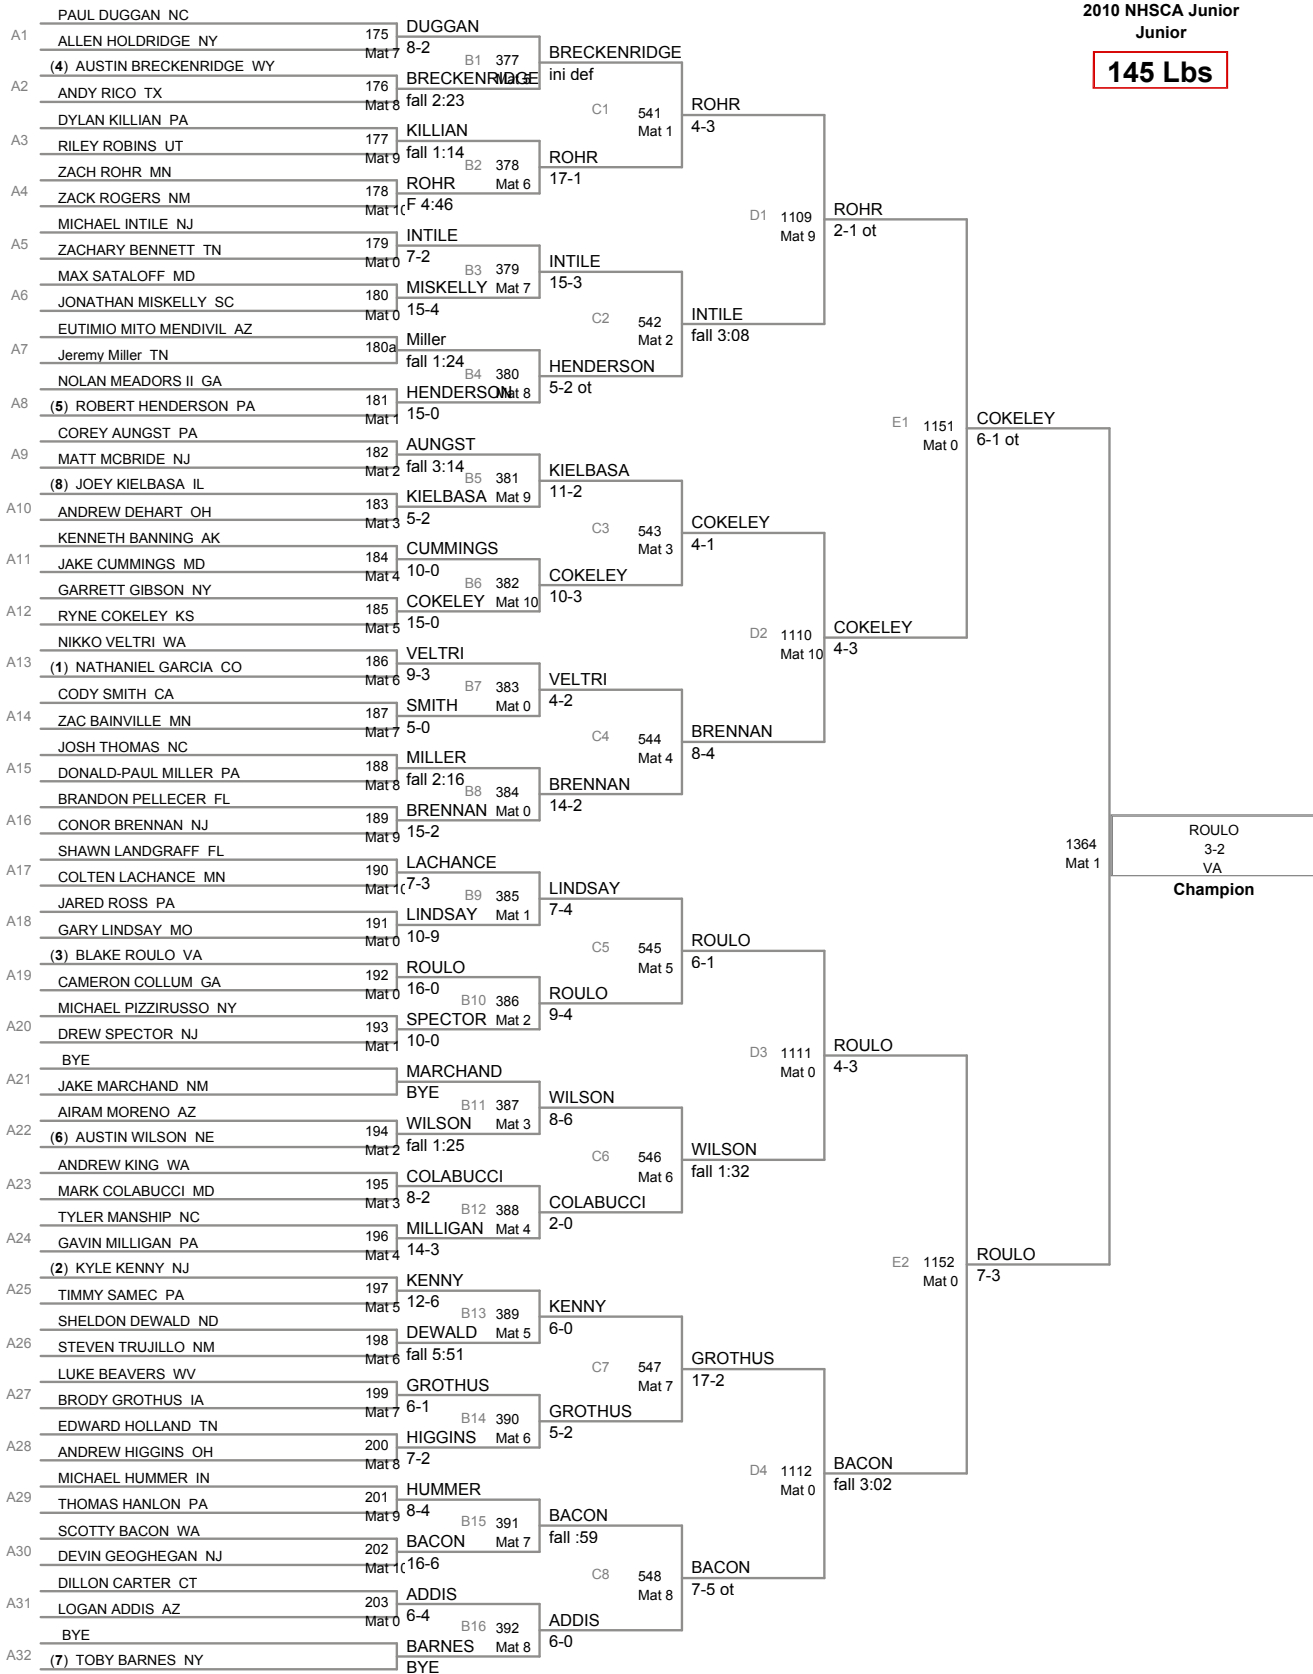 2010 NHSCA Junior
Junior
145 Lbs
A1
PAUL DUGGAN NC
ALLEN HOLDRIDGE NY
175
Mat 7
A2
(4) AUSTIN BRECKENRIDGE WY
ANDY RICO TX
176
Mat 8
A3
DYLAN KILLIAN PA
RILEY ROBINS UT
177
Mat 9
A4
ZACH ROHR MN
ZACK ROGERS NM
178
Mat 10
A5
MICHAEL INTILE NJ
ZACHARY BENNETT TN
179
Mat 0
A6
MAX SATALOFF MD
JONATHAN MISKELLY SC
180
Mat 0
A7
EUTIMIO MITO MENDIVIL AZ
Jeremy Miller TN
180a
A8
NOLAN MEADORS II GA
(5) ROBERT HENDERSON PA
181
Mat 1
A9
COREY AUNGST PA
MATT MCBRIDE NJ
182
Mat 2
A10
(8) JOEY KIELBASA IL
ANDREW DEHART OH
183
Mat 3
A11
KENNETH BANNING AK
JAKE CUMMINGS MD
184
Mat 4
A12
GARRETT GIBSON NY
RYNE COKELEY KS
185
Mat 5
A13
NIKKO VELTRI WA
(1) NATHANIEL GARCIA CO
186
Mat 6
A14
CODY SMITH CA
ZAC BAINVILLE MN
187
Mat 7
A15
JOSH THOMAS NC
DONALD-PAUL MILLER PA
188
Mat 8
A16
BRANDON PELLECER FL
CONOR BRENNAN NJ
189
Mat 9
A17
SHAWN LANDGRAFF FL
COLTEN LACHANCE MN
190
Mat 10
A18
JARED ROSS PA
GARY LINDSAY MO
191
Mat 0
A19
(3) BLAKE ROULO VA
CAMERON COLLUM GA
192
Mat 0
A20
MICHAEL PIZZIRUSSO NY
DREW SPECTOR NJ
193
Mat 1
A21
BYE
JAKE MARCHAND NM
A22
AIRAM MORENO AZ
(6) AUSTIN WILSON NE
194
Mat 2
A23
ANDREW KING WA
MARK COLABUCCI MD
195
Mat 3
A24
TYLER MANSHIP NC
GAVIN MILLIGAN PA
196
Mat 4
A25
(2) KYLE KENNY NJ
TIMMY SAMEC PA
197
Mat 5
A26
SHELDON DEWALD ND
STEVEN TRUJILLO NM
198
Mat 6
A27
LUKE BEAVERS WV
BRODY GROTHUS IA
199
Mat 7
A28
EDWARD HOLLAND TN
ANDREW HIGGINS OH
200
Mat 8
A29
MICHAEL HUMMER IN
THOMAS HANLON PA
201
Mat 9
A30
SCOTTY BACON WA
DEVIN GEOGHEGAN NJ
202
Mat 10
A31
DILLON CARTER CT
LOGAN ADDIS AZ
203
Mat 0
A32
BYE
(7) TOBY BARNES NY
DUGGAN
8-2
B1 377
Mat 5
BRECKENRIDGE
fall 2:23
KILLIAN
fall 1:14
B2 378
Mat 6
ROHR
F 4:46
INTILE
7-2
B3 379
Mat 7
MISKELLY
15-4
Miller
fall 1:24
B4 380
Mat 8
HENDERSON
15-0
AUNGST
fall 3:14
B5 381
Mat 9
KIELBASA
5-2
CUMMINGS
10-0
B6 382
Mat 10
COKELEY
15-0
VELTRI
9-3
B7 383
Mat 0
SMITH
5-0
MILLER
fall 2:16
B8 384
Mat 0
BRENNAN
15-2
LACHANCE
7-3
B9 385
Mat 1
LINDSAY
10-9
ROULO
16-0
B10 386
Mat 2
SPECTOR
10-0
MARCHAND
BYE
B11 387
Mat 3
WILSON
fall 1:25
COLABUCCI
8-2
B12 388
Mat 4
MILLIGAN
14-3
KENNY
12-6
B13 389
Mat 5
DEWALD
fall 5:51
GROTHUS
6-1
B14 390
Mat 6
HIGGINS
7-2
HUMMER
8-4
B15 391
Mat 7
BACON
16-6
ADDIS
6-4
B16 392
Mat 8
BARNES
BYE
BRECKENRIDGE
ini def
C1 541
Mat 1
ROHR
17-1
INTILE
15-3
C2 542
Mat 2
HENDERSON
5-2 ot
KIELBASA
11-2
C3 543
Mat 3
COKELEY
10-3
VELTRI
4-2
C4 544
Mat 4
BRENNAN
14-2
LINDSAY
7-4
C5 545
Mat 5
ROULO
9-4
WILSON
8-6
C6 546
Mat 6
COLABUCCI
2-0
KENNY
6-0
C7 547
Mat 7
GROTHUS
5-2
BACON
fall :59
C8 548
Mat 8
ADDIS
6-0
ROHR
4-3
D1 1109
Mat 9
INTILE
fall 3:08
COKELEY
4-1
D2 1110
Mat 10
BRENNAN
8-4
ROULO
6-1
D3 1111
Mat 0
WILSON
fall 1:32
GROTHUS
17-2
D4 1112
Mat 0
BACON
7-5 ot
ROHR
2-1 ot
E1 1151
Mat 0
COKELEY
4-3
ROULO
4-3
E2 1152
Mat 0
BACON
fall 3:02
COKELEY
6-1 ot
1364
Mat 1
ROULO
7-3
ROULO
3-2
VA
Champion